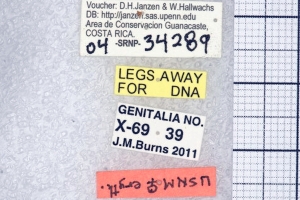 Voucher: D.H.Janzen & W.Hallwachs
DB: http://janzen.sas.upenn.edu
Area de Conservacion Guanacaste,
COSTA RICA.
04 -SRNP- 34289
LEGS AWAY
FOR DNA
GENITALIA NO.
X-69 39
J.M.Burns 2011
USNM